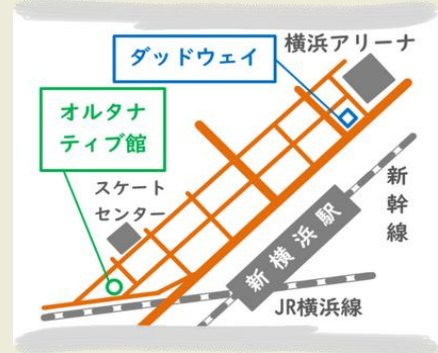 横浜アリーナ
ダッドウェイ
オルタナ
ティブ館
スケート
センター
新幹線
新横浜駅
JR横浜線